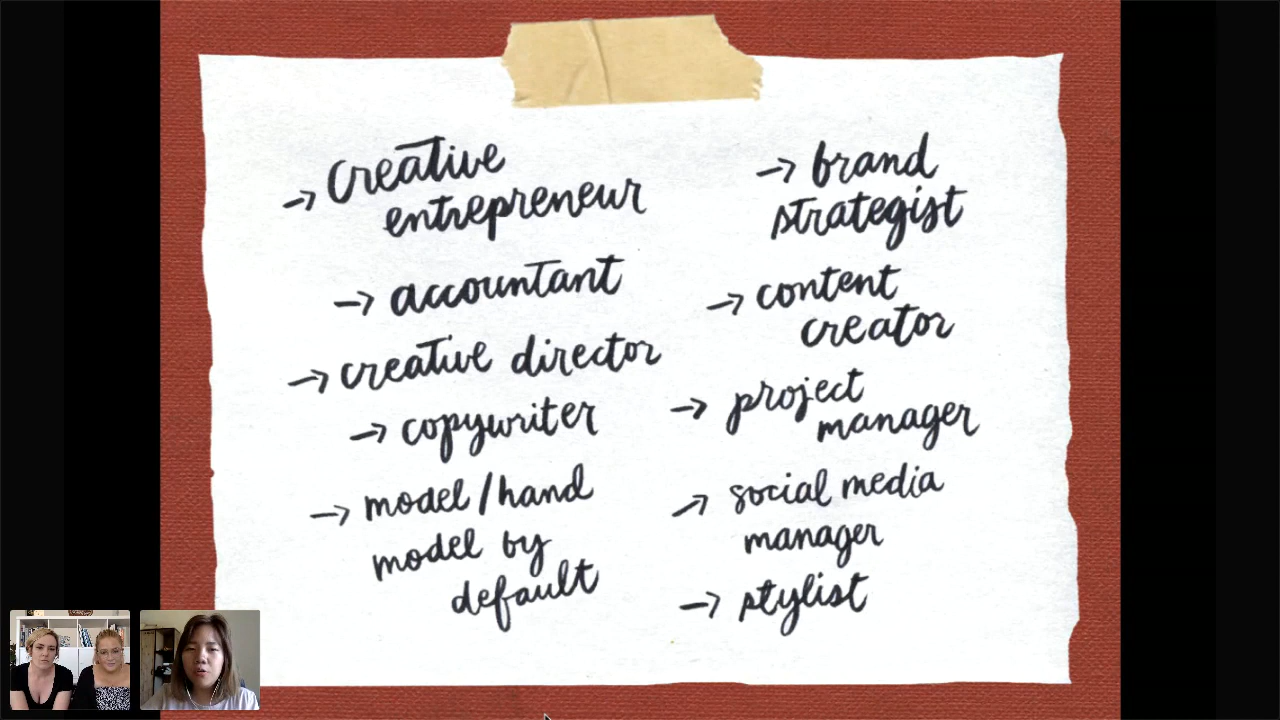 → creative
entrepreneur
→ accountant
→ creative director
→ copywriter
→ model/hand
model by
default
→ brand
strategist
→ content
creator
→ project
manager
→ social media
manager
→ stylist